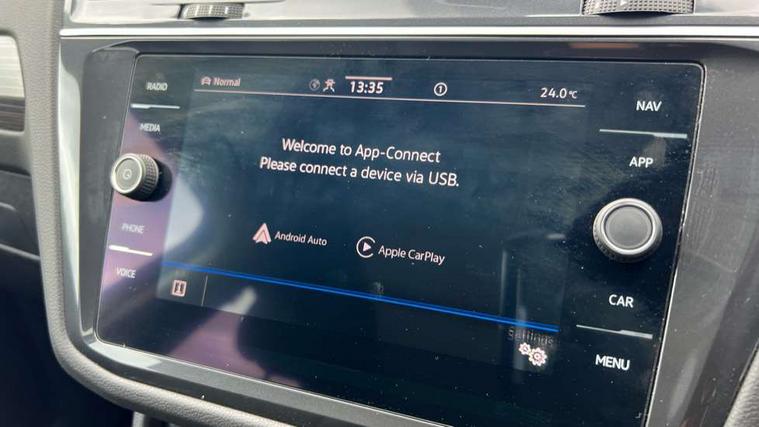 RADIO
MEDIA
PHONE
VOICE
Normal
13:35
1
24.0°C
Welcome to App-Connect
Please connect a device via USB.
Android Auto
Apple CarPlay
Settings
NAV
APP
CAR
MENU